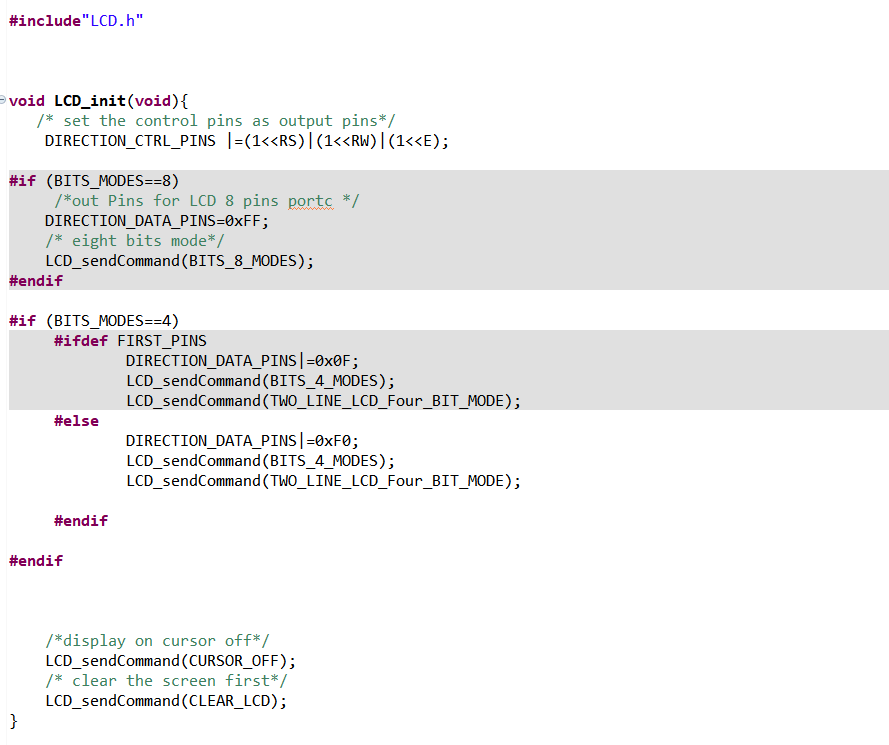 #include"LCD.h"
void LCD_init(void){
/* set the control pins as output pins*/
DIRECTION_CTRL_PINS |=(1<<RS)|(1<<RW)|(1<<E);
#if (BITS_MODES==8)
/*out Pins for LCD 8 pins portc */
DIRECTION_DATA_PINS=0xFF;
/* eight bits mode*/
LCD_sendCommand(BITS_8_MODES);
#endif
#if (BITS_MODES==4)
#ifdef FIRST_PINS
DIRECTION_DATA_PINS|=0x0F;
LCD_sendCommand(BITS_4_MODES);
LCD_sendCommand(TWO_LINE_LCD_Four_BIT_MODE);
#else
DIRECTION_DATA_PINS|=0xF0;
LCD_sendCommand(BITS_4_MODES);
LCD_sendCommand(TWO_LINE_LCD_Four_BIT_MODE);
#endif
#endif
/*display on cursor off*/
LCD_sendCommand(CURSOR_OFF);
/* clear the screen first*/
LCD_sendCommand(CLEAR_LCD);
}